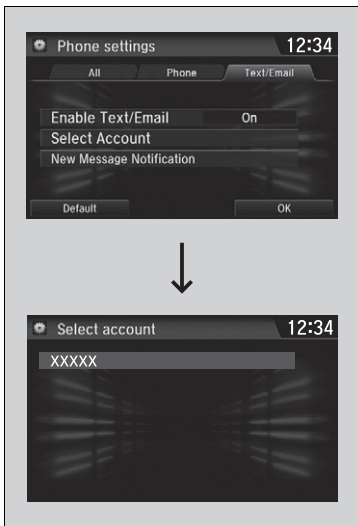 Phone settings 12:34
All Phone Text/Email
Enable Text/Email On
Select Account
New Message Notification
Default OK
Select account 12:34
XXXXX